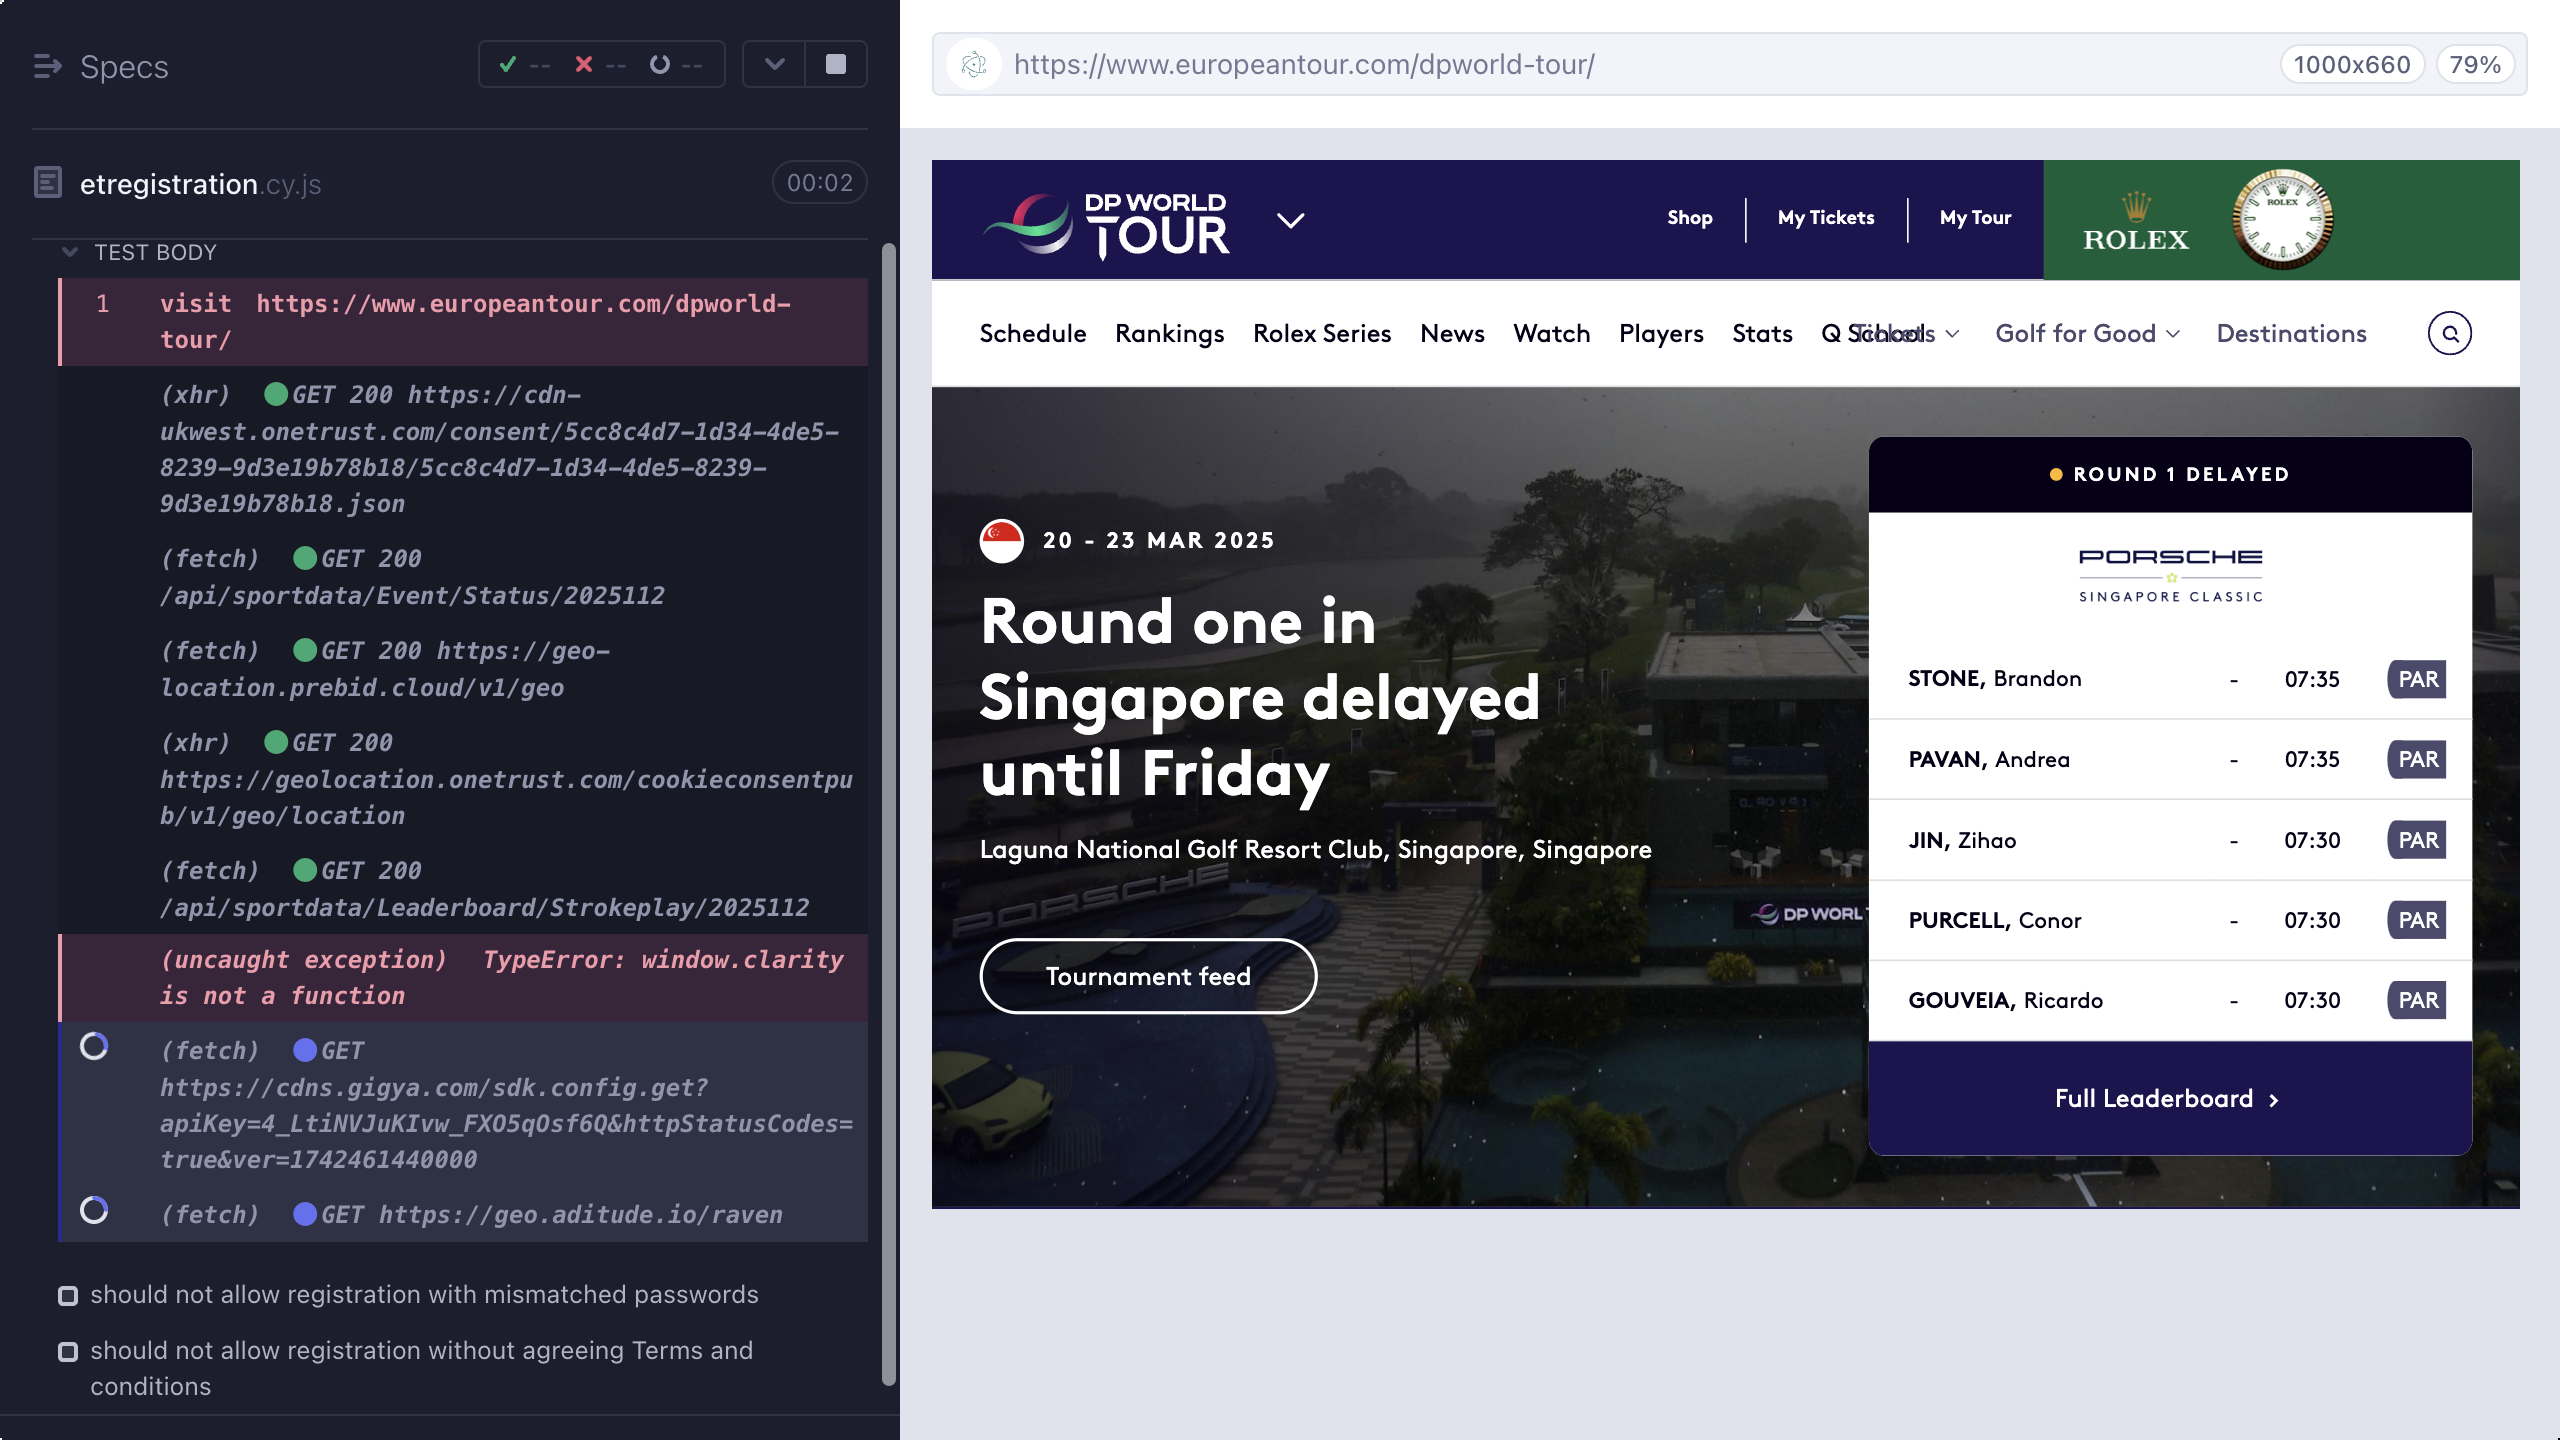 Specs
-- -- --
etregistration.cy.js
00:02
TEST BODY
1 visit https://www.europeantour.com/dpworld-
tour/
(xhr) GET 200 https://cdn-
ukwest.onetrust.com/consent/5cc8c4d7-1d34-4de5-
8239-9d3e19b78b18/5cc8c4d7-1d34-4de5-8239-
9d3e19b78b18.json
(fetch) GET 200
/api/sportdata/Event/Status/2025112
(fetch) GET 200 https://geo-
location.prebid.cloud/v1/geo
(xhr) GET 200
https://geolocation.onetrust.com/cookieconsentpu
b/v1/geo/location
(fetch) GET 200
/api/sportdata/Leaderboard/Strokeplay/2025112
(uncaught exception) TypeError: window.clarity
is not a function
(fetch) GET
https://cdns.gigya.com/sdk.config.get?
apiKey=4_LtiNVJuKIvw_FXO5qOsf6Q&httpStatusCodes=
true&ver=1742461440000
(fetch) GET https://geo.aditude.io/raven
should not allow registration with mismatched passwords
should not allow registration without agreeing Terms and
conditions
https://www.europeantour.com/dpworld-tour/
1000x660
79%
DP WORLD
TOUR
Shop
My Tickets
My Tour
ROLEX
ROLEX
Schedule Rankings Rolex Series News Watch Players Stats Q School Tickets Golf for Good Destinations
20 - 23 MAR 2025
Round one in
Singapore delayed
until Friday
Laguna National Golf Resort Club, Singapore, Singapore
PORSCHE
DP WORL
Tournament feed
ROUND 1 DELAYED
PORSCHE
SINGAPORE CLASSIC
STONE, Brandon - 07:35 PAR
PAVAN, Andrea - 07:35 PAR
JIN, Zihao - 07:30 PAR
PURCELL, Conor - 07:30 PAR
GOUVEIA, Ricardo - 07:30 PAR
Full Leaderboard